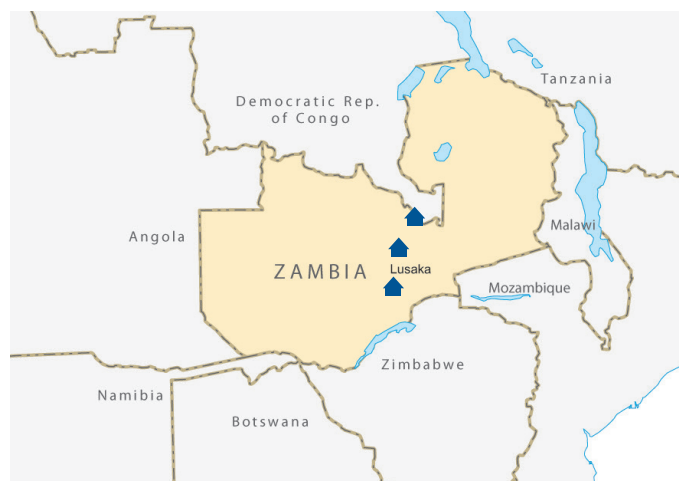 Tanzania
Democratic Rep.
of Congo
Malawi
Angola
ZAMBIA
Lusaka
Mozambique
Zimbabwe
Namibia
Botswana